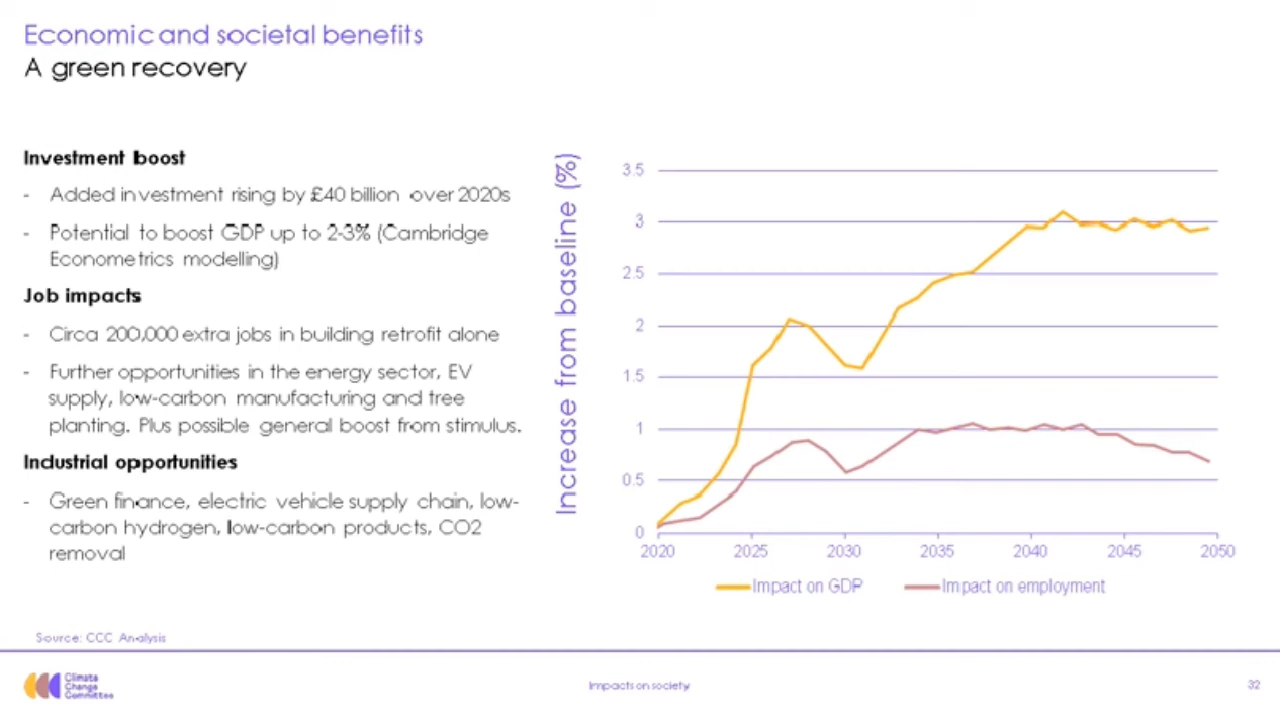 Economic and societal benefits
A green recovery
Investment boost
- Added investment rising by £40 billion over 2020s
- Potential to boost GDP up to 2-3% (Cambridge
Econometrics modelling)
Job impacts
- Circa 200,000 extra jobs in building retrofit alone
- Further opportunities in the energy sector, EV
supply, low-carbon manufacturing and tree
planting. Plus possible general boost from stimulus.
Industrial opportunities
- Green finance, electric vehicle supply chain, low-
carbon hydrogen, low-carbon products, CO2
removal
Increase from baseline (%)
3.5
3
2.5
2
1.5
1
0.5
0
2020 2025 2030 2035 2040 2045 2050
Impact on GDP Impact on employment
Source: CCC Analysis
Climate
Change
Committee
Impacts on society
32